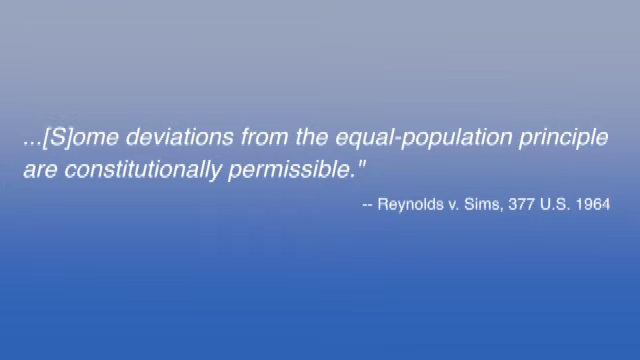 ...[S]ome deviations from the equal-population principle
are constitutionally permissible."
-- Reynolds v. Sims, 377 U.S. 1964